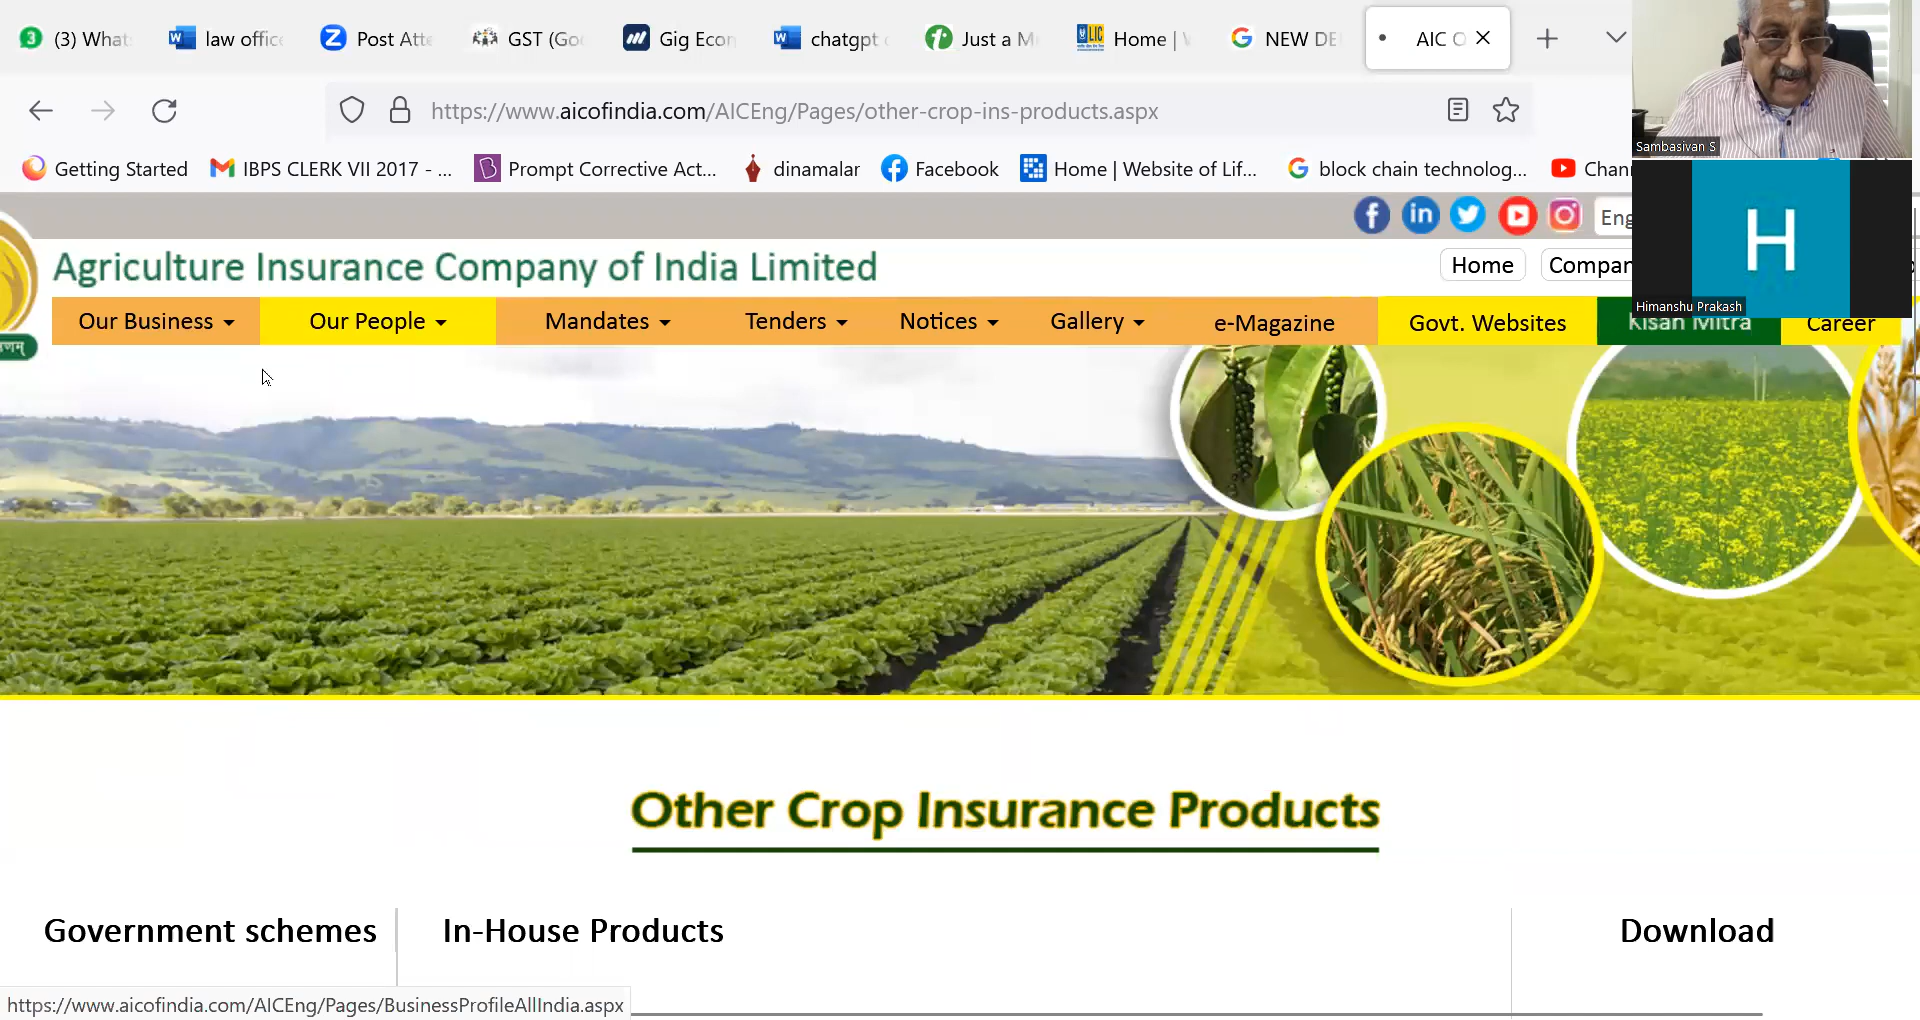 3 (3) What
law offic
Post Atte
GST (Go
Gig Econ
chatgpt
Just a M
LIC Home |
NEW DE
AIC
https://www.aicofindia.com/AICEng/Pages/other-crop-ins-products.aspx
Getting Started
IBPS CLERK VII 2017 - ...
Prompt Corrective Act...
dinamalar
Facebook
Home | Website of Lif...
block chain technolog...
Chan
Sambasivan S
Eng
Agriculture Insurance Company of India Limited
Home
Compan
H
Himanshu Prakash
Our Business
Our People
Mandates
Tenders
Notices
Gallery
e-Magazine
Govt. Websites
Kisan Mitra
Career
Other Crop Insurance Products
Government schemes
In-House Products
Download
https://www.aicofindia.com/AICEng/Pages/BusinessProfileAllIndia.aspx